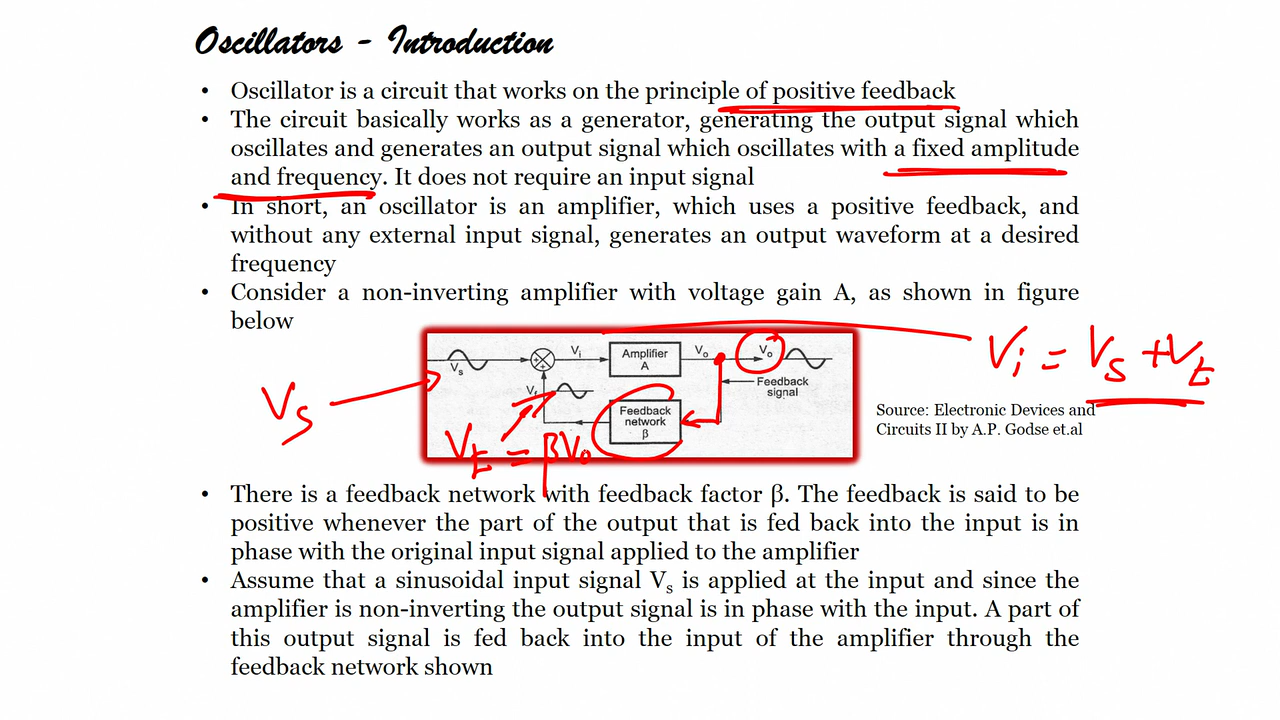 Oscillators - Introduction
• Oscillator is a circuit that works on the principle of positive feedback
• The circuit basically works as a generator, generating the output signal which
oscillates and generates an output signal which oscillates with a fixed amplitude
and frequency. It does not require an input signal
• In short, an oscillator is an amplifier, which uses a positive feedback, and
without any external input signal, generates an output waveform at a desired
frequency
• Consider a non-inverting amplifier with voltage gain A, as shown in figure
below
Vs
Vi
Amplifier
A
Vo
Vo
Vi = Vs + Vf
Vs
Vf
Feedback
signal
Feedback
network
β
Vf = βVo
Source: Electronic Devices and
Circuits II by A.P. Godse et.al
• There is a feedback network with feedback factor β. The feedback is said to be
positive whenever the part of the output that is fed back into the input is in
phase with the original input signal applied to the amplifier
• Assume that a sinusoidal input signal Vs is applied at the input and since the
amplifier is non-inverting the output signal is in phase with the input. A part of
this output signal is fed back into the input of the amplifier through the
feedback network shown